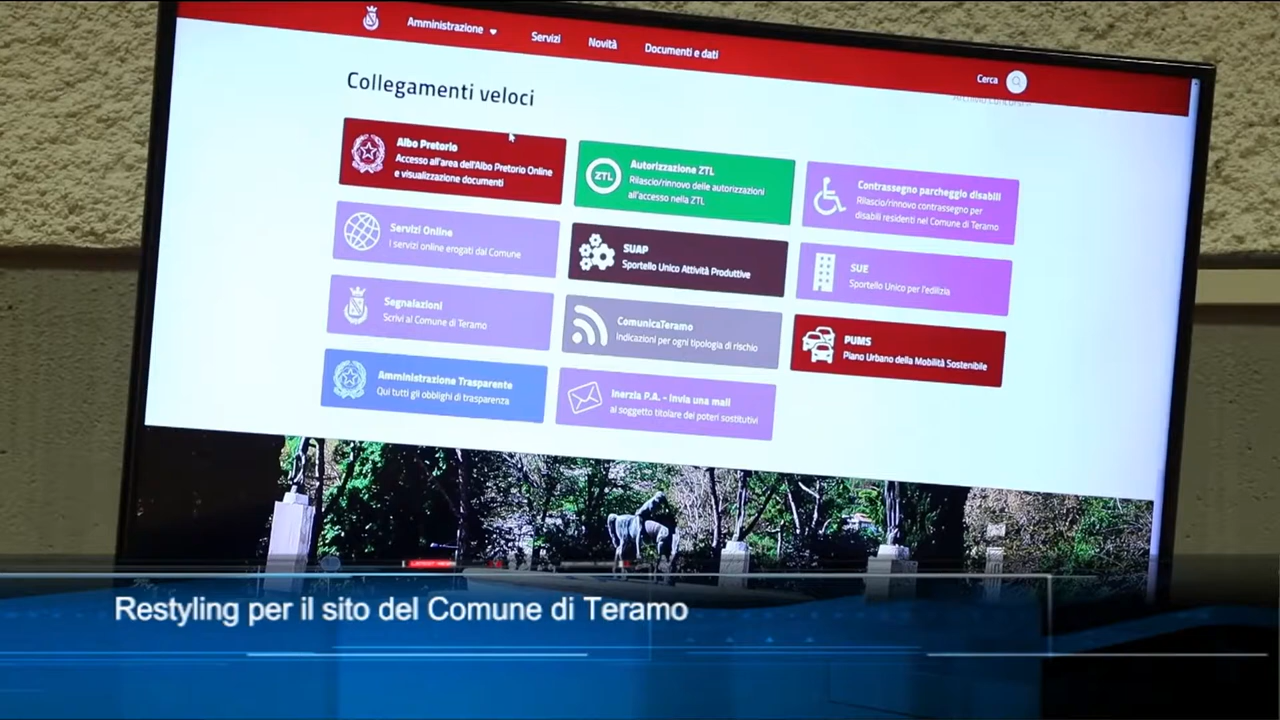 Amministrazione
Servizi
Novità
Documenti e dati
Cerca
Collegamenti veloci
Albo Pretorio
Accesso all'area dell'Albo Pretorio Online
e visualizzazione documenti
ZTL
Autorizzazione ZTL
Rilascio/rinnovo delle autorizzazioni
all'accesso nella ZTL
Contrassegno parcheggio disabili
Rilascio/rinnovo contrassegno per
disabili residenti nel Comune di Teramo
Servizi Online
I servizi online erogati dal Comune
SUAP
Sportello Unico Attività Produttive
SUE
Sportello Unico per l'edilizia
Segnalazioni
Scrivi al Comune di Teramo
ComunicaTeramo
Indicazioni per ogni tipologia di rischio
PUMS
Piano Urbano della Mobilità Sostenibile
Amministrazione Trasparente
Qui tutti gli obblighi di trasparenza
Inerzia P.A. - Invia una mail
al soggetto titolare dei poteri sostitutivi
LATEST NEWS
Restyling per il sito del Comune di Teramo